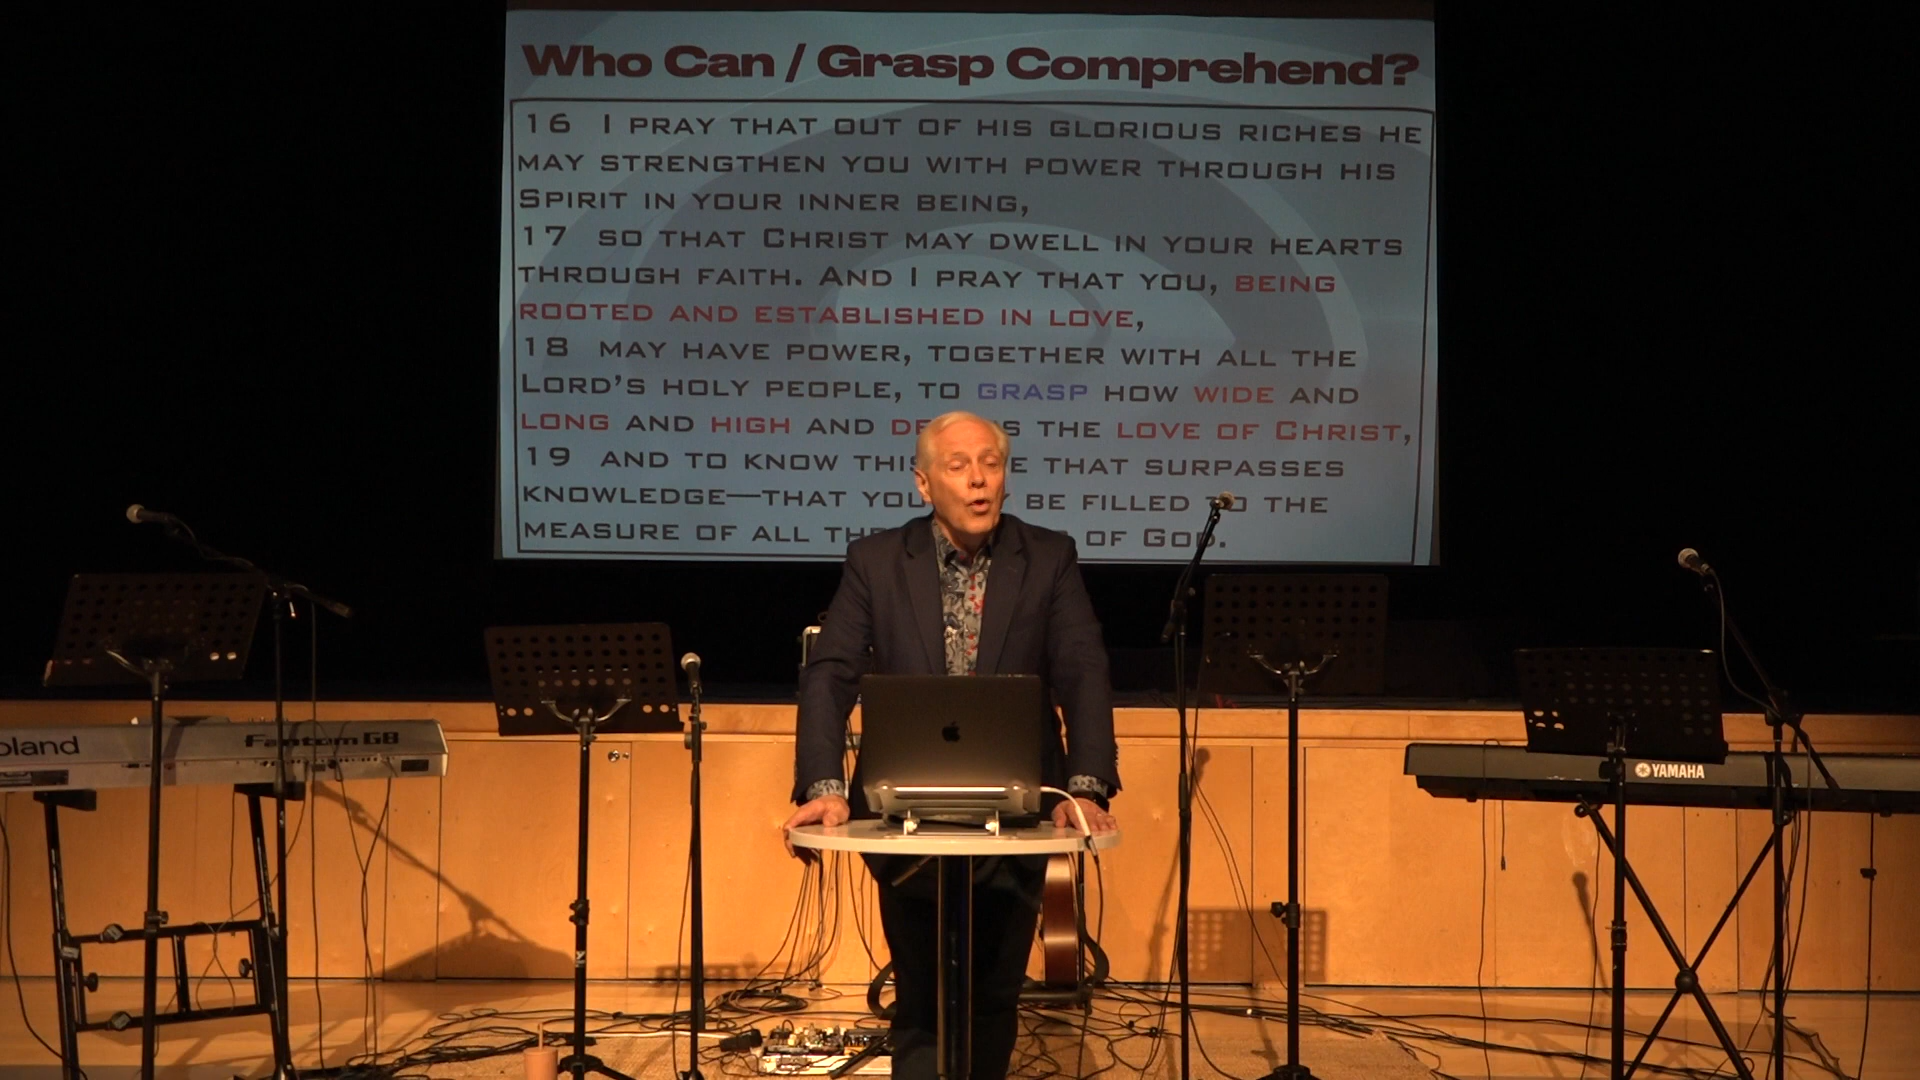 Who Can / Grasp Comprehend?
16 I PRAY THAT OUT OF HIS GLORIOUS RICHES HE
MAY STRENGTHEN YOU WITH POWER THROUGH HIS
SPIRIT IN YOUR INNER BEING,
17 SO THAT CHRIST MAY DWELL IN YOUR HEARTS
THROUGH FAITH. AND I PRAY THAT YOU, BEING
ROOTED AND ESTABLISHED IN LOVE,
18 MAY HAVE POWER, TOGETHER WITH ALL THE
LORD'S HOLY PEOPLE, TO GRASP HOW WIDE AND
LONG AND HIGH AND THE LOVE OF CHRIST,
19 AND TO KNOW THAT SURPASSES
KNOWLEDGE—THAT BE FILLED THE
MEASURE OF ALL OF GOD.
oland Fantom G8
YAMAHA